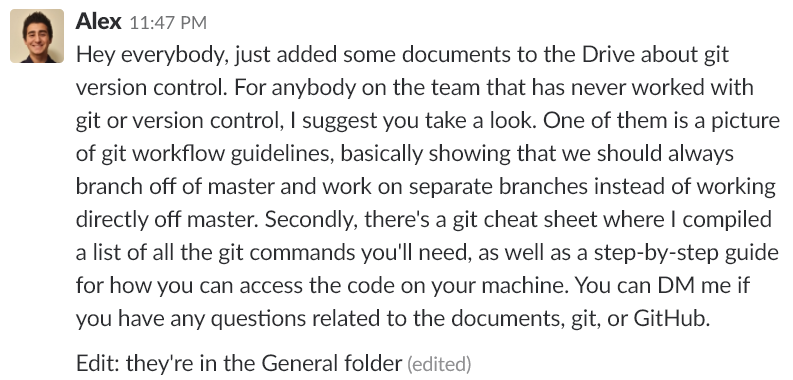 Alex 11:47 PM
Hey everybody, just added some documents to the Drive about git
version control. For anybody on the team that has never worked with
git or version control, I suggest you take a look. One of them is a picture
of git workflow guidelines, basically showing that we should always
branch off of master and work on separate branches instead of working
directly off master. Secondly, there's a git cheat sheet where I compiled
a list of all the git commands you'll need, as well as a step-by-step guide
for how you can access the code on your machine. You can DM me if
you have any questions related to the documents, git, or GitHub.
Edit: they're in the General folder (edited)